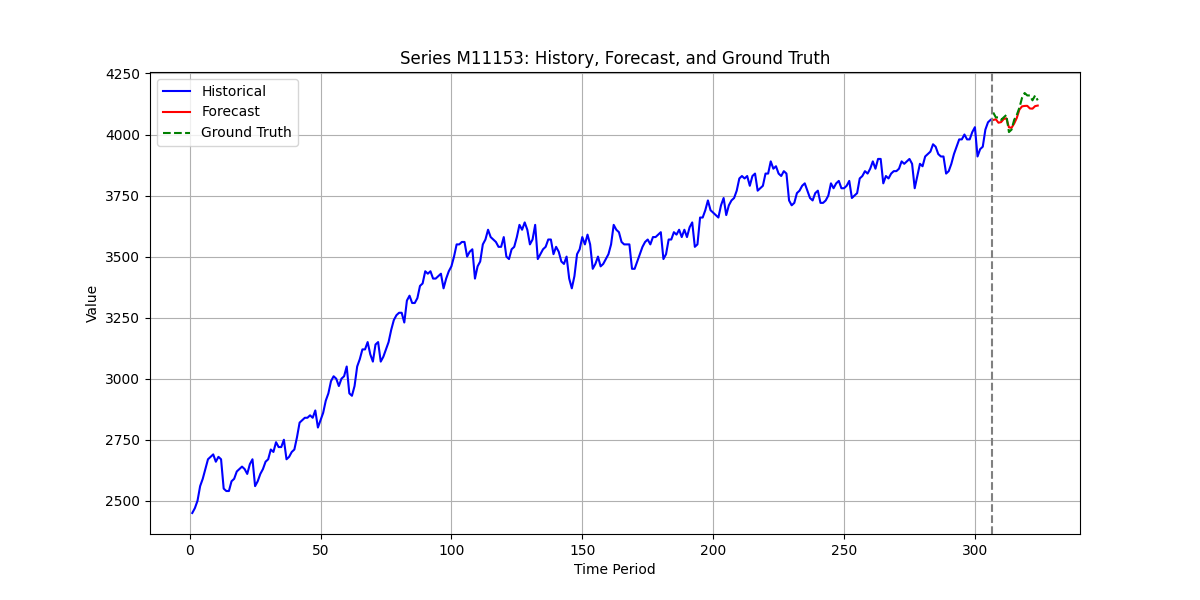 Series M11153: History, Forecast, and Ground Truth
Historical
Forecast
Ground Truth
4250
4000
3750
3500
3250
3000
2750
2500
Value
0 50 100 150 200 250 300
Time Period